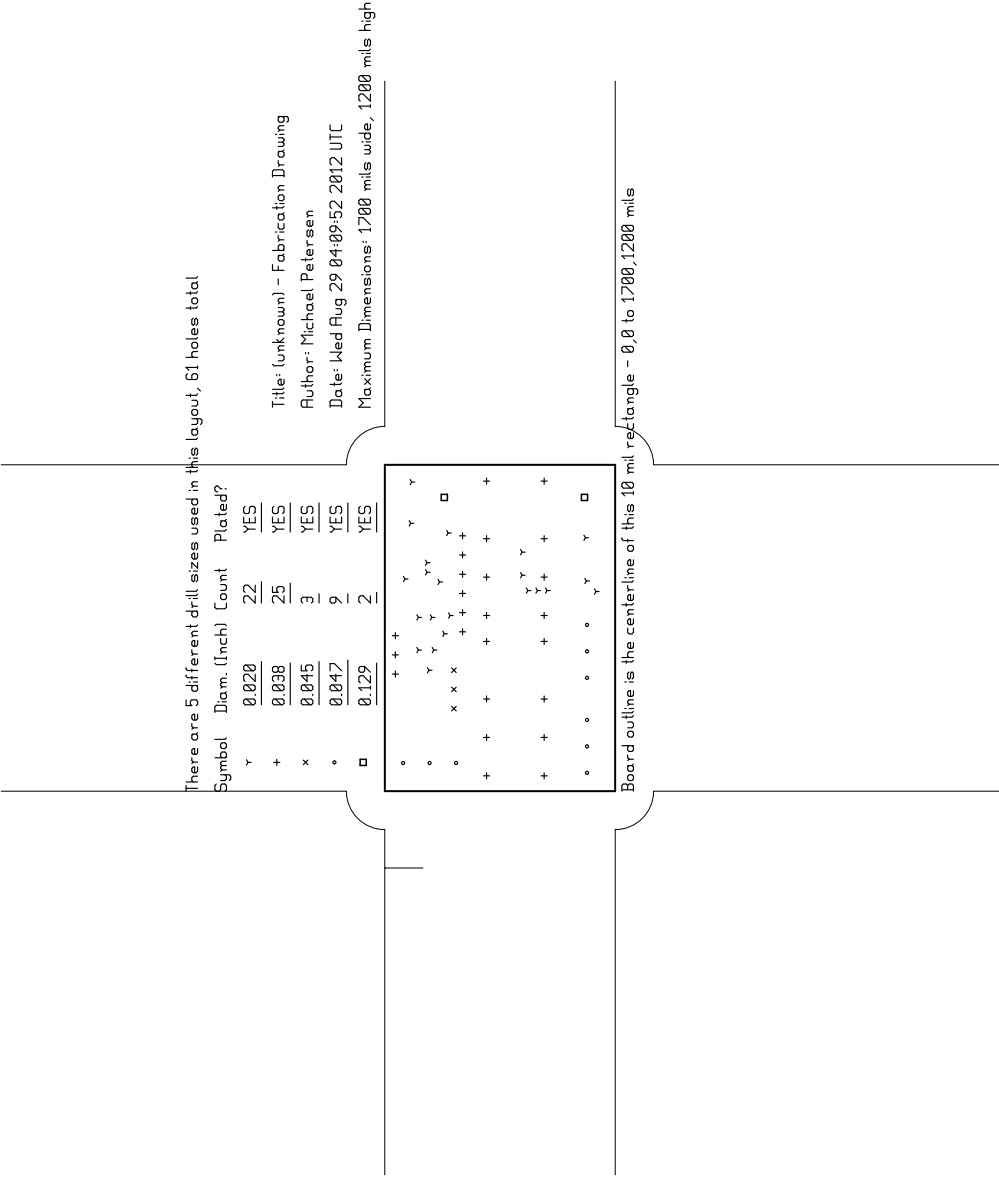 There are 5 different drill sizes used in this layout, 61 holes total
Symbol Diam. (Inch) Count Plated?
0.020 22 YES
0.038 25 YES
0.045 3 YES
0.047 9 YES
0.129 2 YES
Title: (unknown) - Fabrication Drawing
Author: Michael Petersen
Date: Wed Aug 29 04:09:52 2012 UTC
Maximum Dimensions: 1700 mils wide, 1200 mils high
Board outline is the centerline of this 10 mil rectangle - 0,0 to 1700,1200 mils